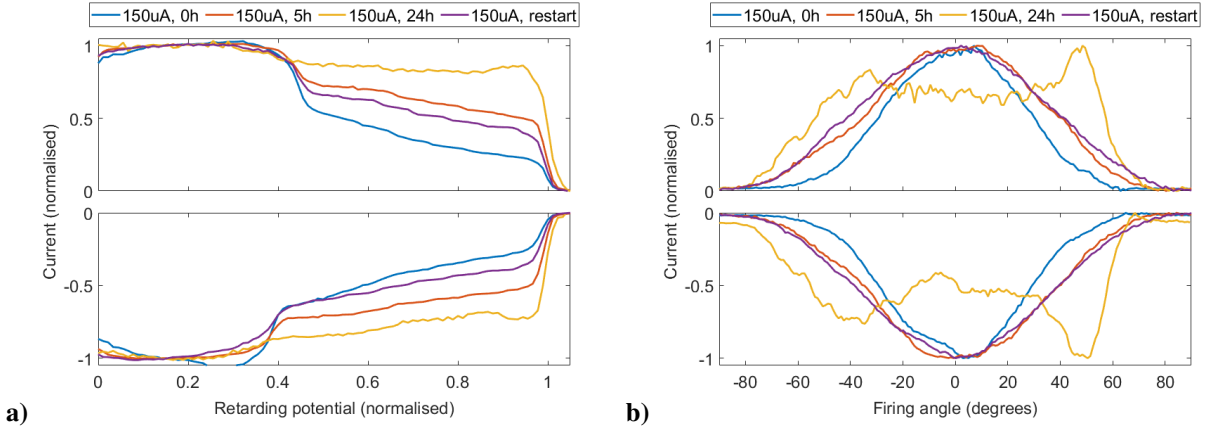 150uA, 0h 150uA, 5h 150uA, 24h 150uA, restart
1
0.5
0
0
-0.5
-1
0 0.2 0.4 0.6 0.8 1
Current (normalised)
Retarding potential (normalised)
a)
150uA, 0h 150uA, 5h 150uA, 24h 150uA, restart
1
0.5
0
0
-0.5
-1
-80 -60 -40 -20 0 20 40 60 80
Current (normalised)
Firing angle (degrees)
b)